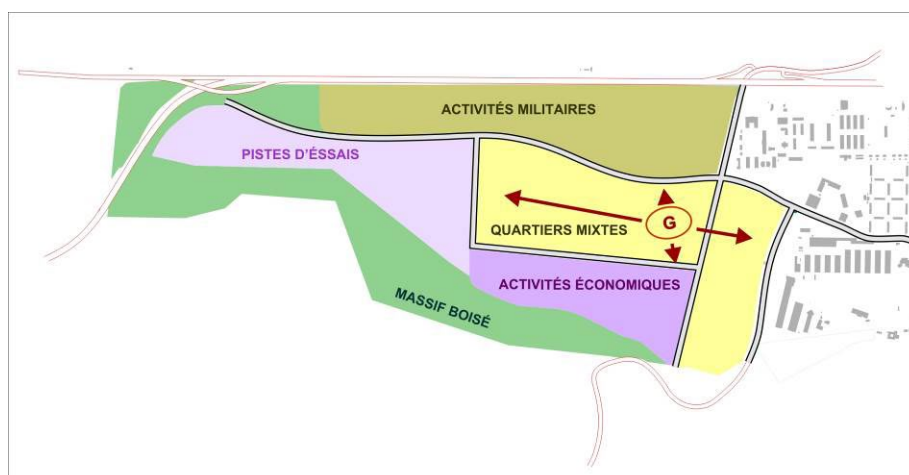 ACTIVITÉS MILITAIRES
PISTES D'ÉSSAIS
G
QUARTIERS MIXTES
ACTIVITÉS ÉCONOMIQUES
MASSIF BOISÉ